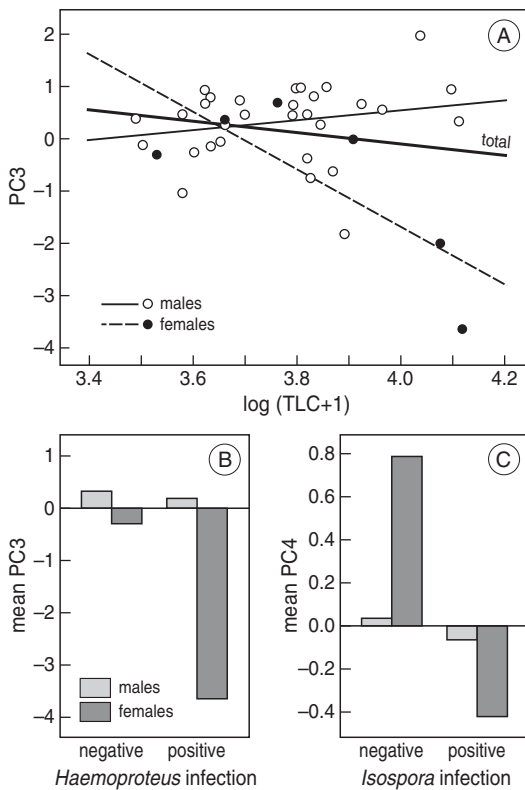 A
2
1
0
–1
–2
–3
–4
PC3
total
males
females
3.4 3.6 3.8 4.0 4.2
log (TLC+1)
B
1
0
–1
–2
–3
–4
mean PC3
males
females
negative positive
Haemoproteus infection
C
0.8
0.6
0.4
0.2
0.0
–0.2
–0.4
mean PC4
negative positive
Isospora infection